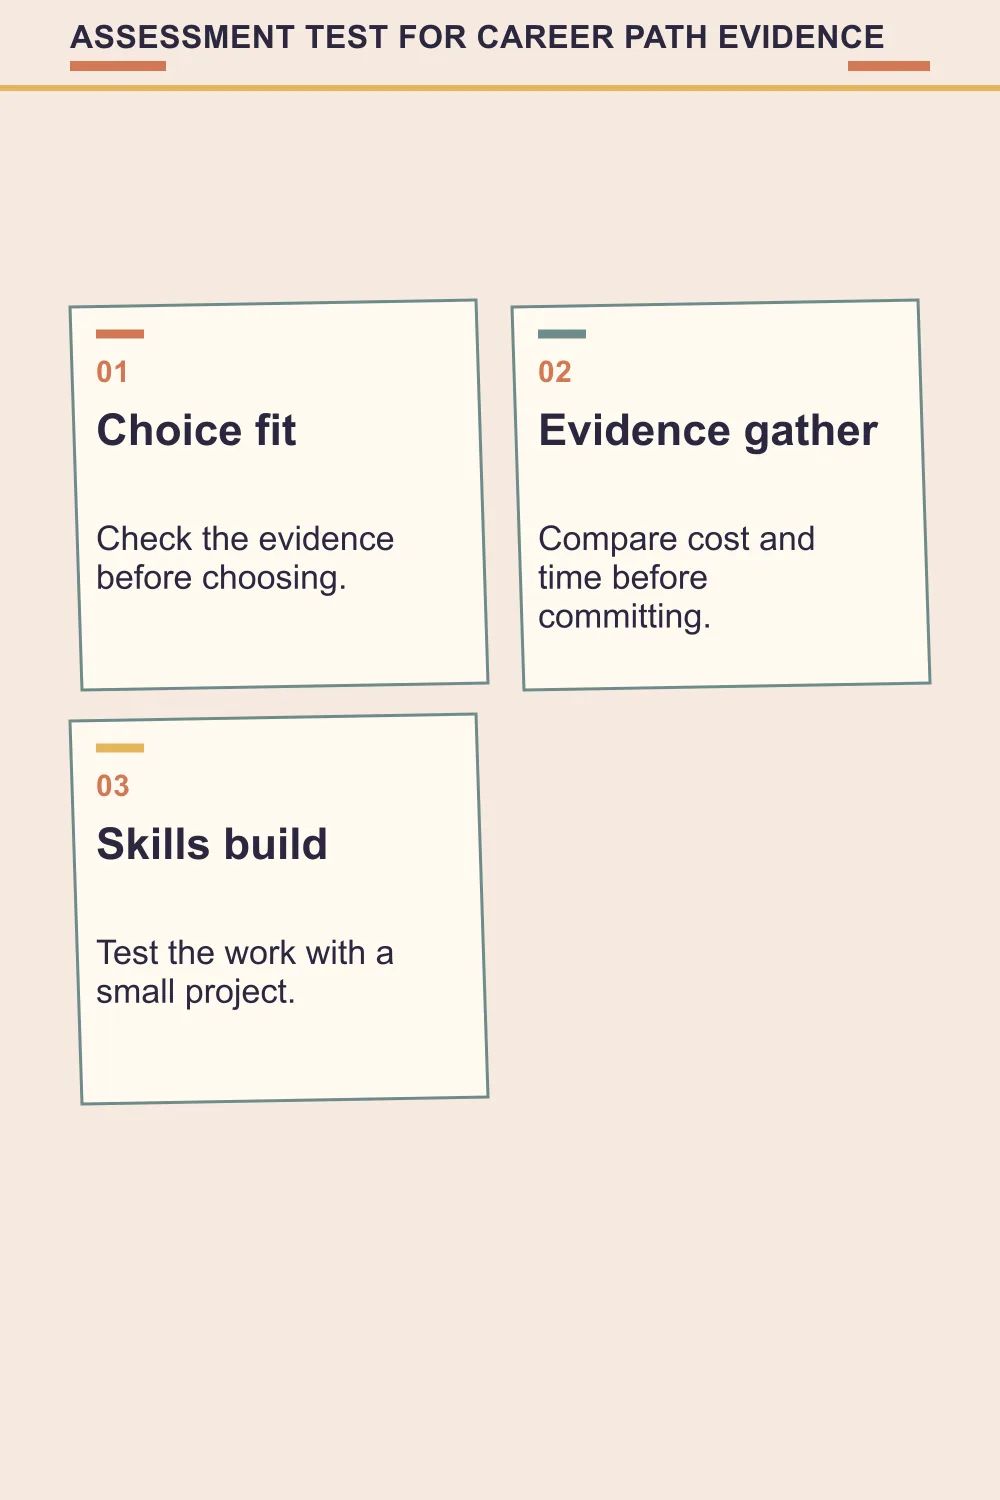 ASSESSMENT TEST FOR CAREER PATH EVIDENCE
01
Choice fit
Check the evidence
before choosing.
02
Evidence gather
Compare cost and
time before
committing.
03
Skills build
Test the work with a
small project.